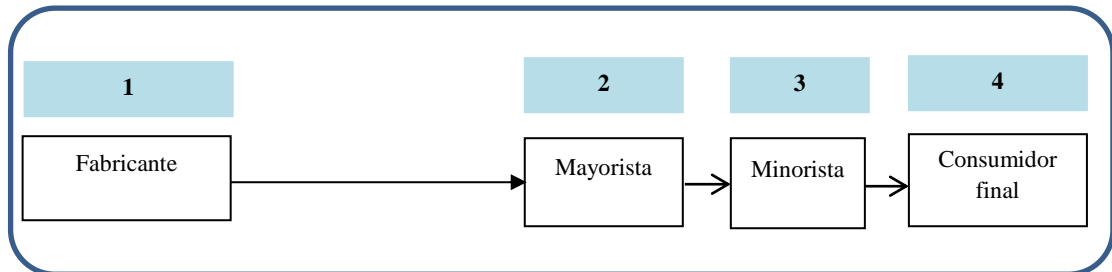 1
2
3
4
Fabricante
Mayorista
Minorista
Consumidor
final